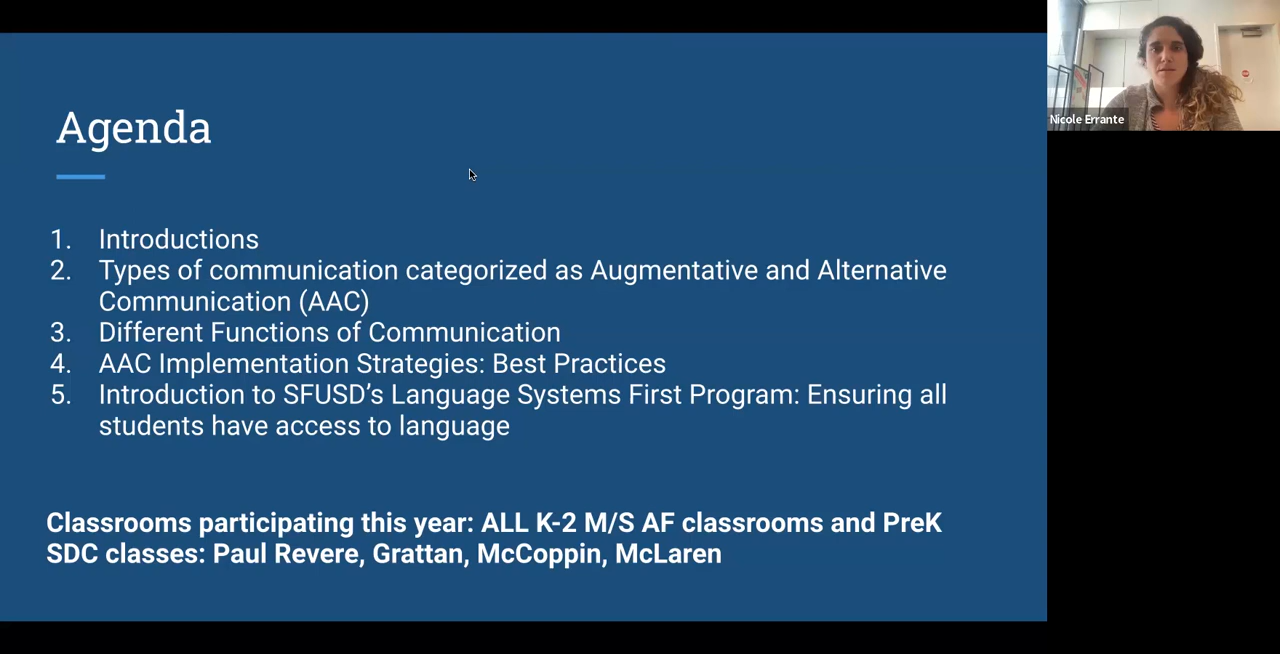 Agenda
1. Introductions
2. Types of communication categorized as Augmentative and Alternative
Communication (AAC)
3. Different Functions of Communication
4. AAC Implementation Strategies: Best Practices
5. Introduction to SFUSD’s Language Systems First Program: Ensuring all
students have access to language
Classrooms participating this year: ALL K-2 M/S AF classrooms and PreK
SDC classes: Paul Revere, Grattan, McCoppin, McLaren
Nicole Errante